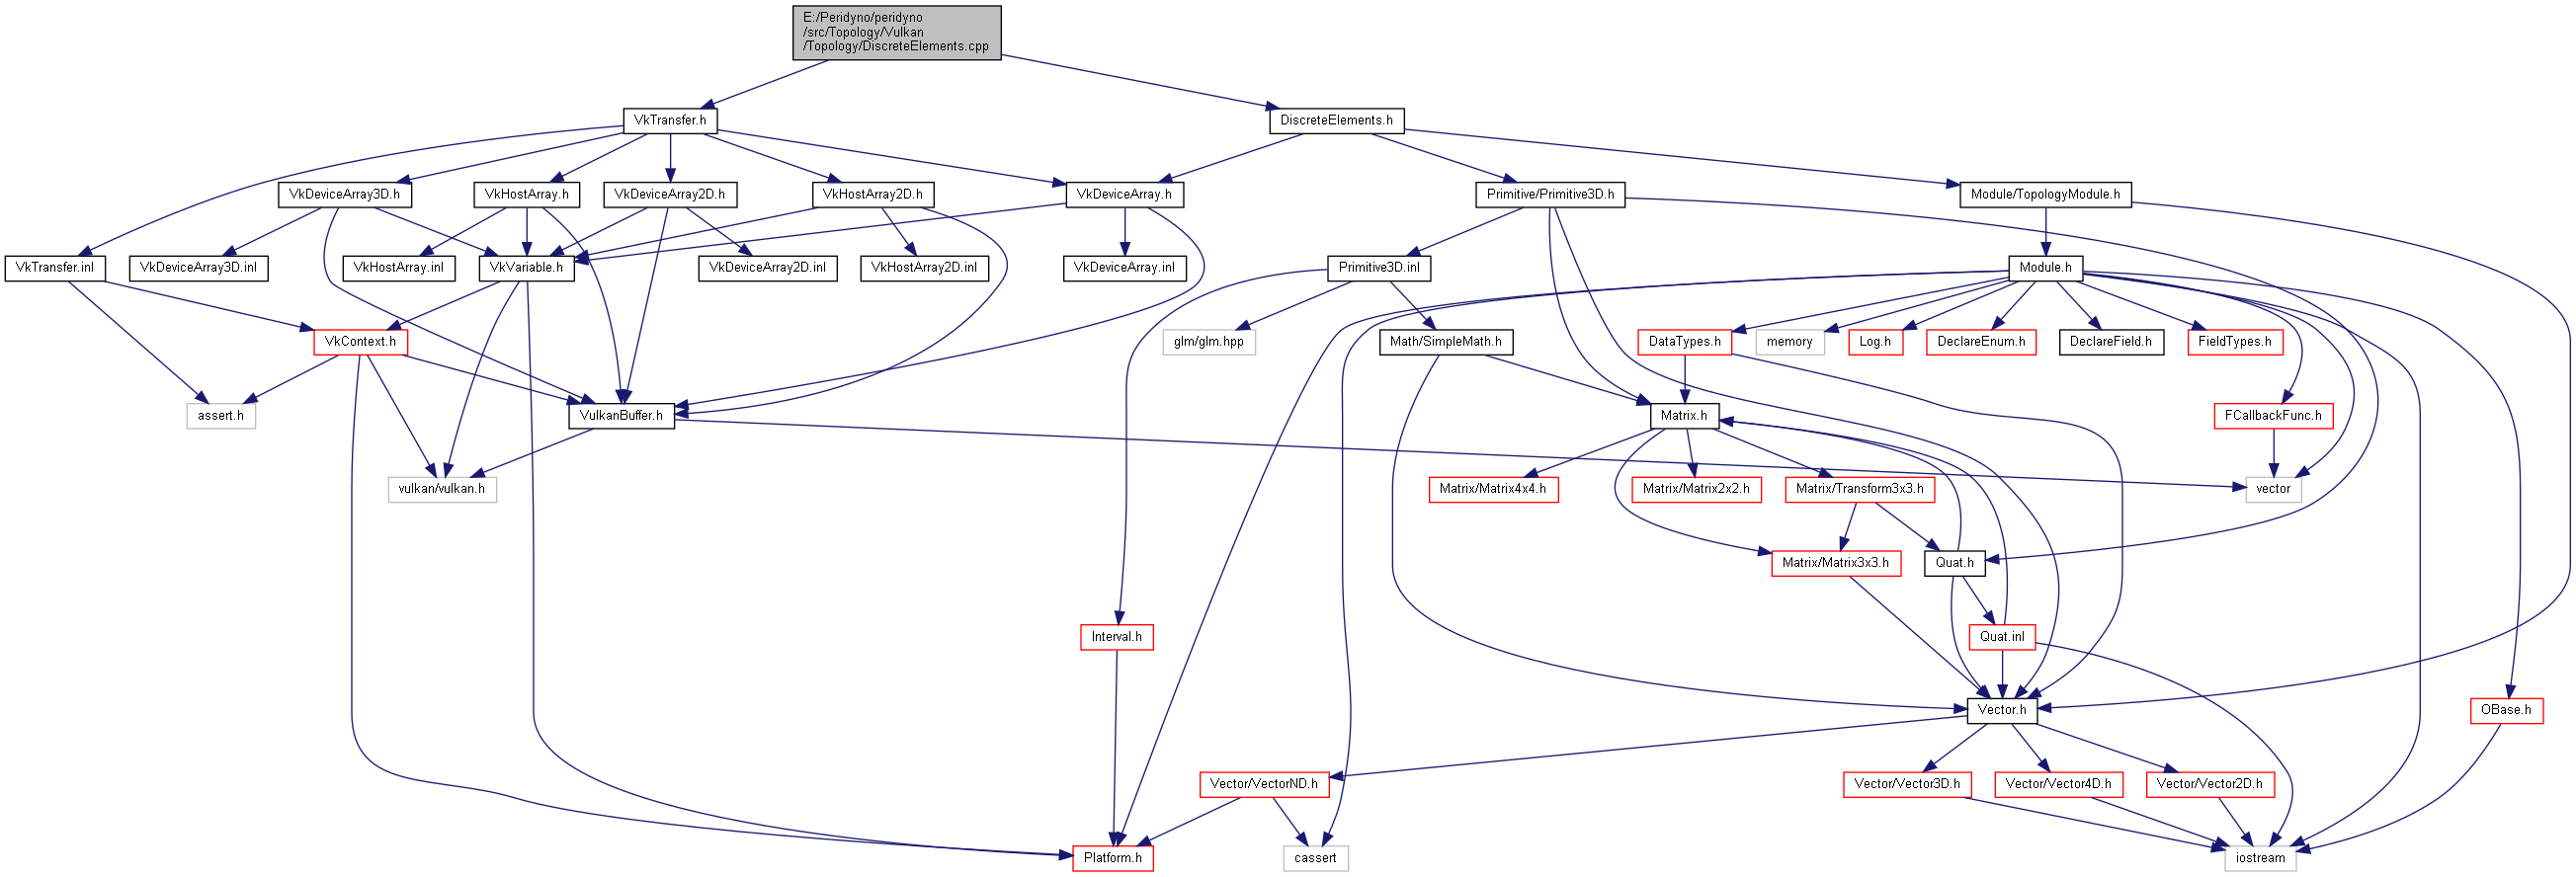 E:/Peridyno/peridyno
/src/Topology/Vulkan
/Topology/DiscreteElements.cpp
VkTransfer.h
DiscreteElements.h
VkDeviceArray3D.h
VkHostArray.h
VkDeviceArray2D.h
VkHostArray2D.h
VkDeviceArray.h
Primitive/Primitive3D.h
Module/TopologyModule.h
VkTransfer.inl
VkDeviceArray3D.inl
VkHostArray.inl
VkVariable.h
VkDeviceArray2D.inl
VkHostArray2D.inl
VkDeviceArray.inl
Primitive3D.inl
Module.h
VkContext.h
glm/glm.hpp
Math/SimpleMath.h
DataTypes.h
memory
Log.h
DeclareEnum.h
DeclareField.h
FieldTypes.h
assert.h
VulkanBuffer.h
Matrix.h
FCallbackFunc.h
vulkan/vulkan.h
Matrix/Matrix4x4.h
Matrix/Matrix2x2.h
Matrix/Transform3x3.h
vector
Matrix/Matrix3x3.h
Quat.h
Interval.h
Quat.inl
Vector.h
OBase.h
Vector/VectorND.h
Vector/Vector3D.h
Vector/Vector4D.h
Vector/Vector2D.h
Platform.h
cassert
iostream